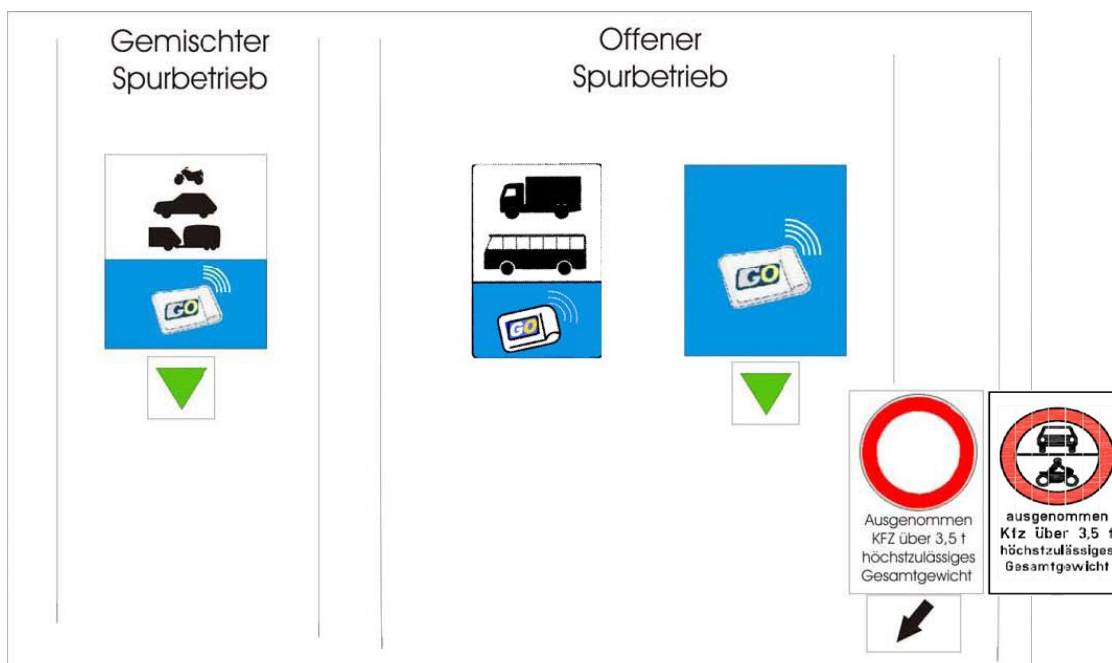 Gemischter
Spurbetrieb
Offener
Spurbetrieb
GO
GO
GO
Ausgenommen
KFZ über 3,5 t
höchstzulässiges
Gesamtgewicht
ausgenommen
Kfz über 3,5 t
höchstzulässiges
Gesamtgewicht